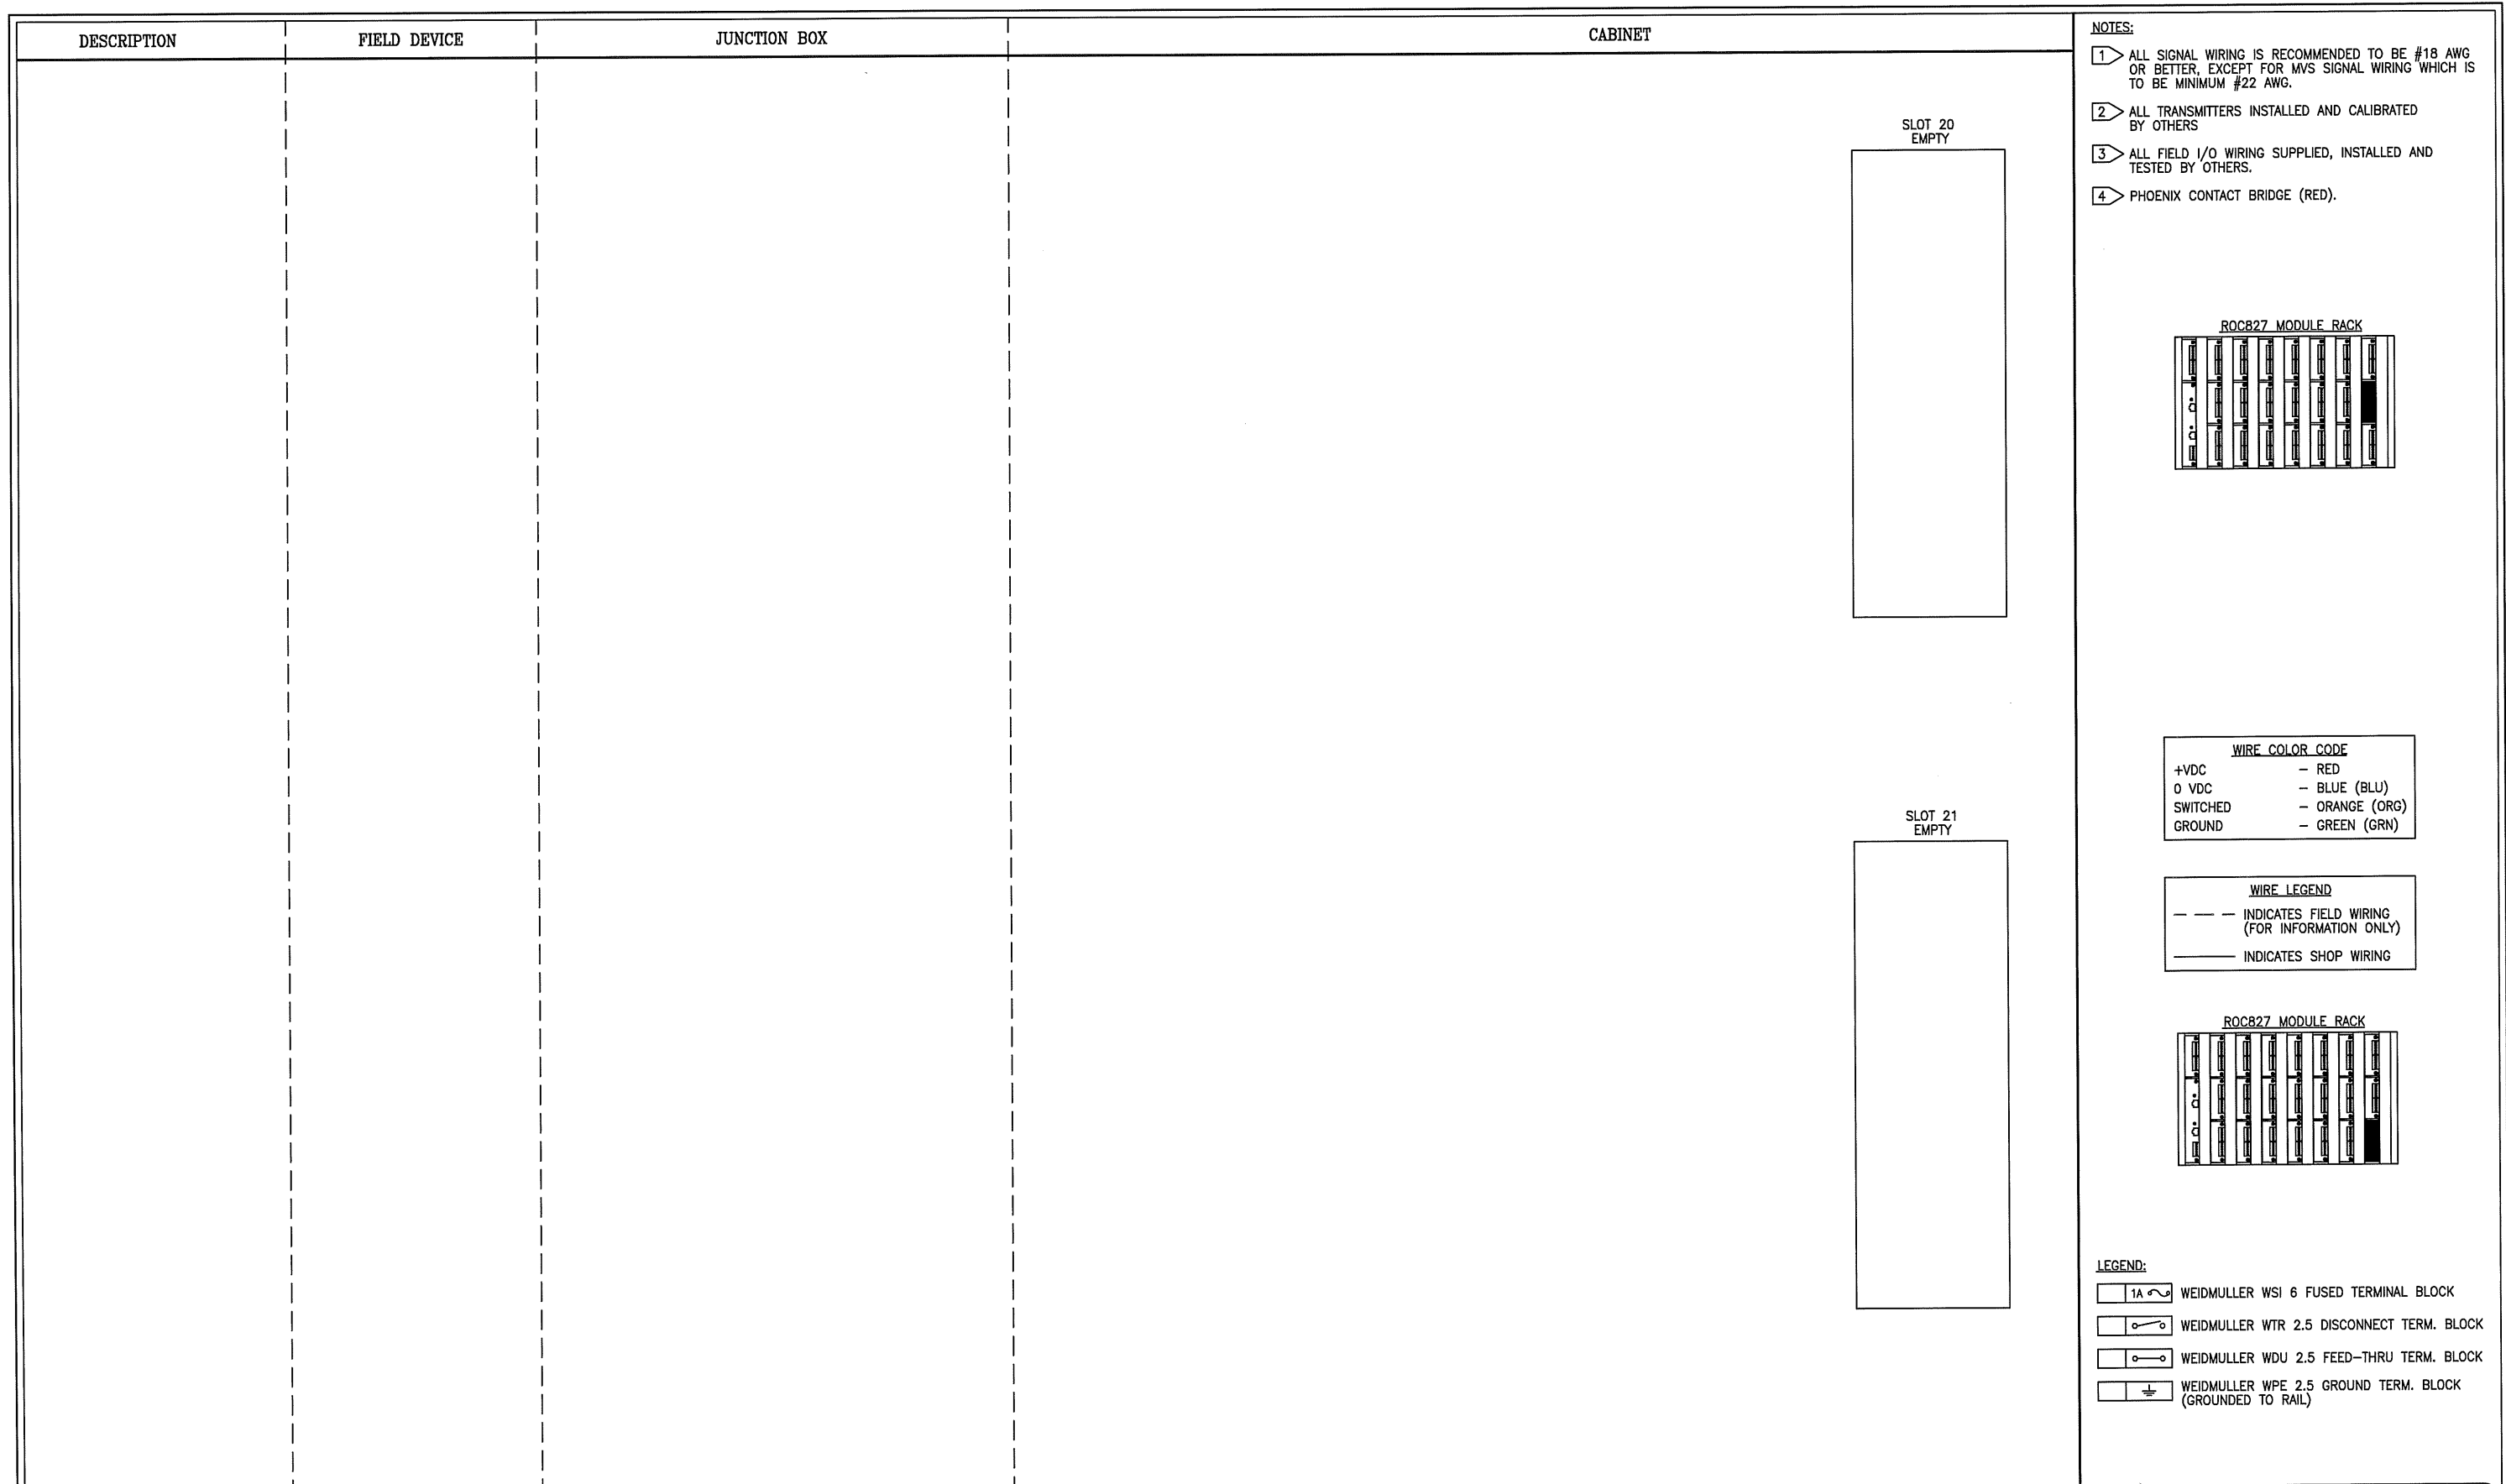 DESCRIPTION
FIELD DEVICE
JUNCTION BOX
CABINET
SLOT 20
EMPTY
SLOT 21
EMPTY
NOTES:
1 ALL SIGNAL WIRING IS RECOMMENDED TO BE #18 AWG
OR BETTER, EXCEPT FOR MVS SIGNAL WIRING WHICH IS
TO BE MINIMUM #22 AWG.
2 ALL TRANSMITTERS INSTALLED AND CALIBRATED
BY OTHERS
3 ALL FIELD I/O WIRING SUPPLIED, INSTALLED AND
TESTED BY OTHERS.
4 PHOENIX CONTACT BRIDGE (RED).
ROC827 MODULE RACK
WIRE COLOR CODE
+VDC – RED
0 VDC – BLUE (BLU)
SWITCHED – ORANGE (ORG)
GROUND – GREEN (GRN)
WIRE LEGEND
INDICATES FIELD WIRING
(FOR INFORMATION ONLY)
INDICATES SHOP WIRING
ROC827 MODULE RACK
LEGEND:
1A WEIDMULLER WSI 6 FUSED TERMINAL BLOCK
WEIDMULLER WTR 2.5 DISCONNECT TERM. BLOCK
WEIDMULLER WDU 2.5 FEED–THRU TERM. BLOCK
WEIDMULLER WPE 2.5 GROUND TERM. BLOCK
(GROUNDED TO RAIL)